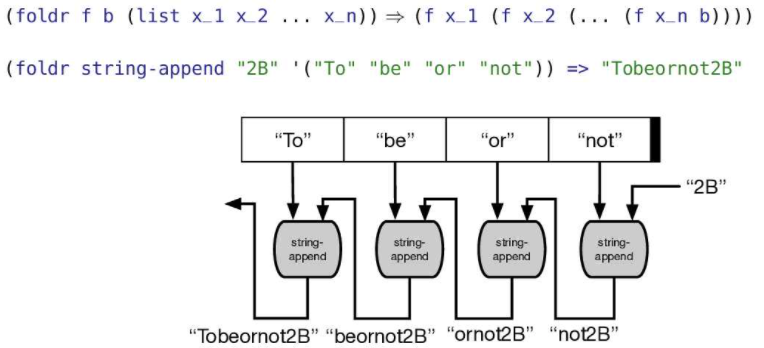 (foldr f b (list x_1 x_2 ... x_n)) ⇒ (f x_1 (f x_2 (... (f x_n b))))
(foldr string-append "2B" '("To" "be" "or" "not")) => "Tobeornot2B"
“To” “be” “or” “not”
“2B”
string- string- string- string-
append append append append
“Tobeornot2B” “beornot2B” “ornot2B” “not2B”